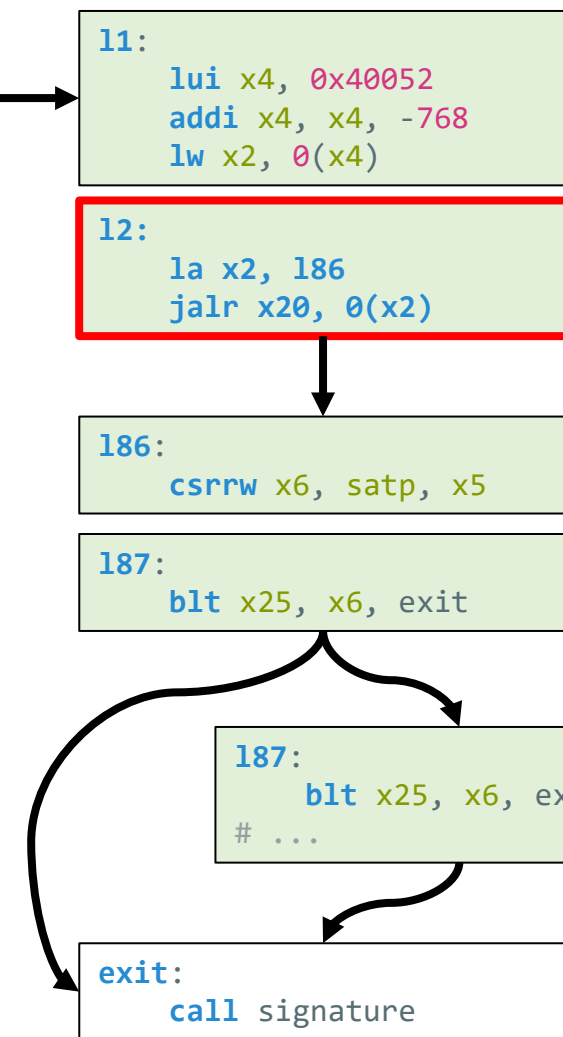 l1:
lui x4, 0x40052
addi x4, x4, -768
lw x2, 0(x4)
l2:
la x2, l86
jalr x20, 0(x2)
l86:
csrrw x6, satp, x5
l87:
blt x25, x6, exit
l87:
blt x25, x6, ex
# ...
exit:
call signature